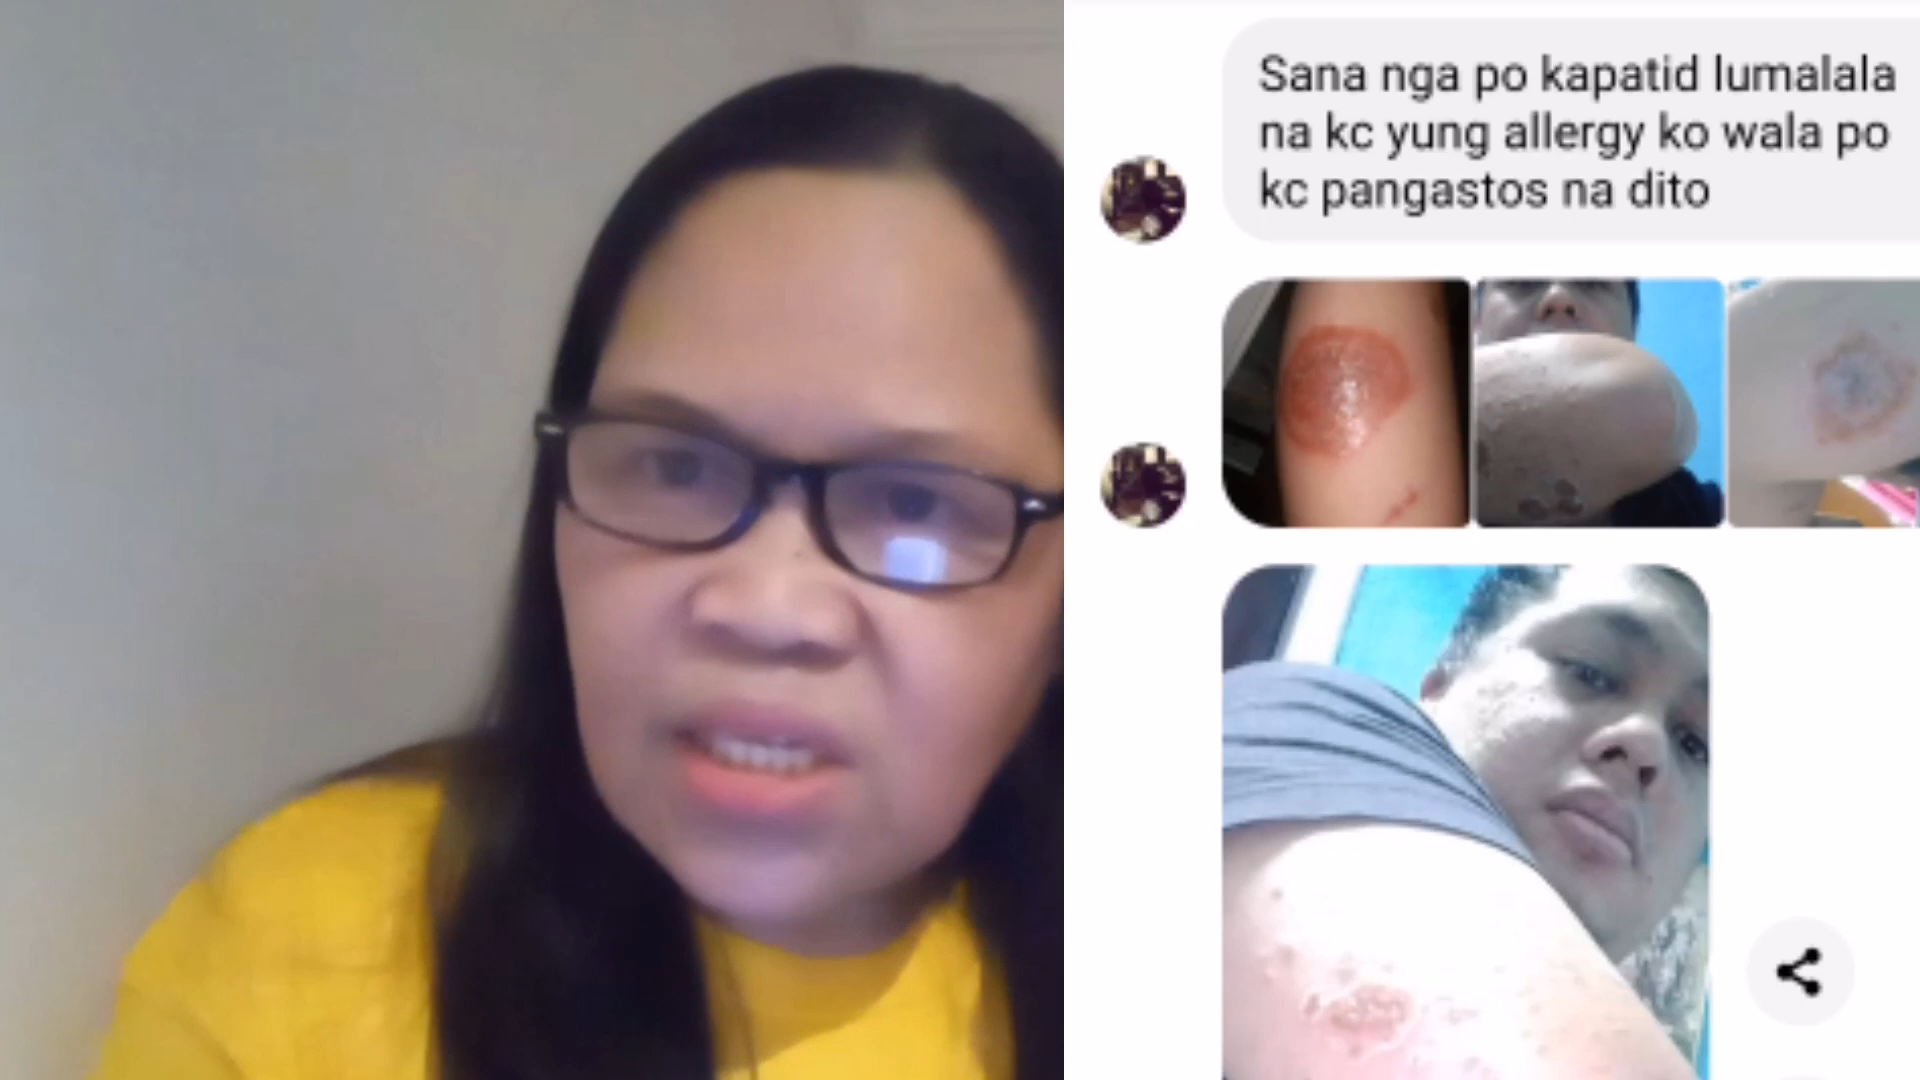 Sana nga po kapatid lumalala
na kc yung allergy ko wala po
kc pangastos na dito